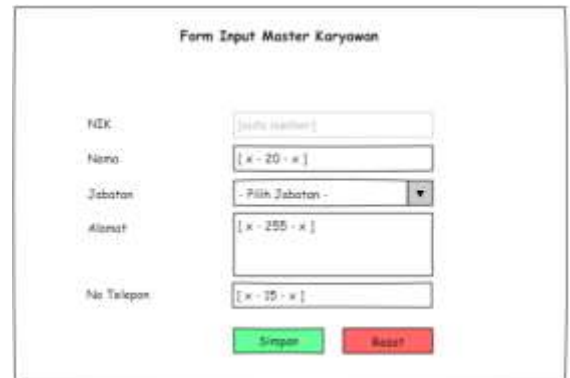 Form Input Master Karyawan
NIK [auto number]
Nama [ x - 20 - x ]
Jabatan - Pilih Jabatan -
Alamat [ x - 255 - x ]
No Telepon [ x - 15 - x ]
Simpan Reset